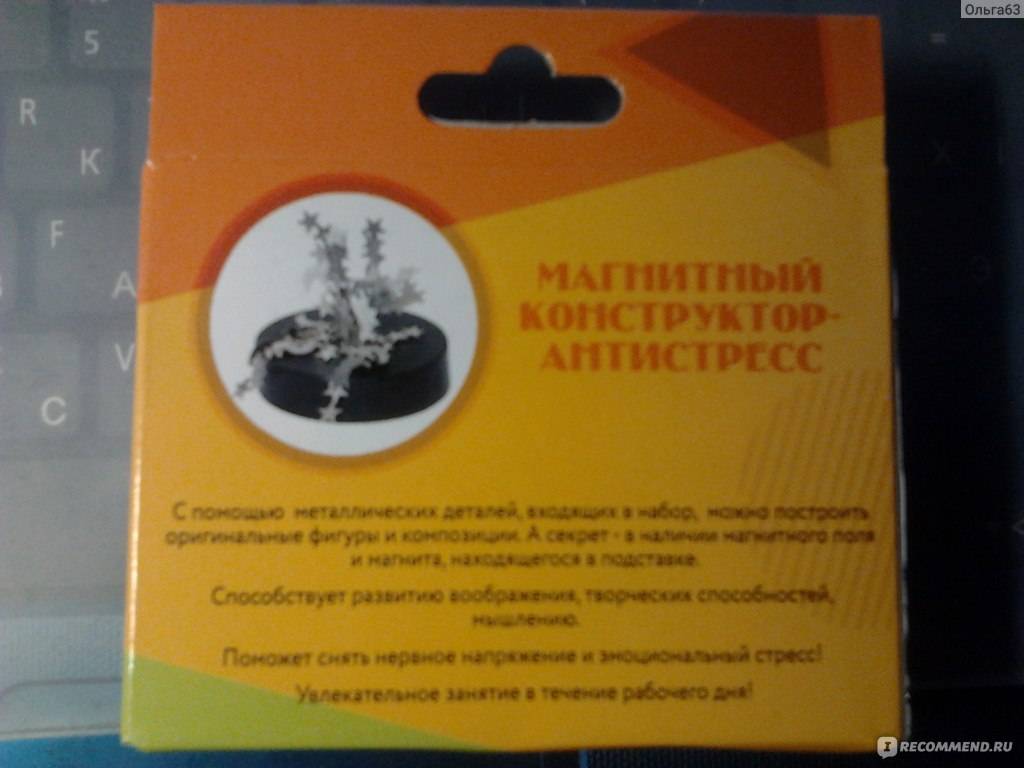 Ольга63
5
R
K
F
A
V
C
МАГНИТНЫЙ
КОНСТРУКТОР-
АНТИСТРЕСС
С помощью металлических деталей, входящих в набор, можно построить
оригинальные фигуры и композиции. А секрет - в наличии магнитного поля
и магнита, находящегося в подставке.
Способствует развитию воображения, творческих способностей,
мышлению.
Поможет снять нервное напряжение и эмоциональный стресс!
Увлекательное занятие в течение рабочего дня!
IRECOMMEND.RU